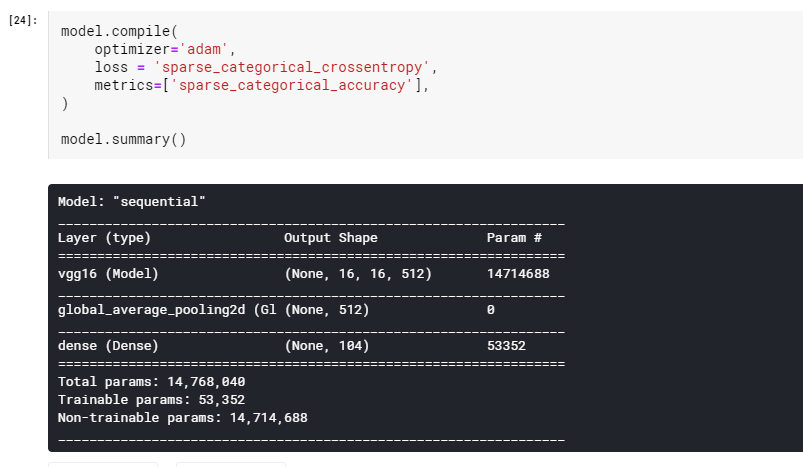 [24]:
model.compile(
    optimizer='adam',
    loss = 'sparse_categorical_crossentropy',
    metrics=['sparse_categorical_accuracy'],
)
model.summary()
Model: "sequential"
_________________________________________________________________
Layer (type)                 Output Shape              Param #
=================================================================
vgg16 (Model)                (None, 16, 16, 512)       14714688
_________________________________________________________________
global_average_pooling2d (Gl (None, 512)               0
_________________________________________________________________
dense (Dense)                (None, 104)               53352
=================================================================
Total params: 14,768,040
Trainable params: 53,352
Non-trainable params: 14,714,688
_________________________________________________________________